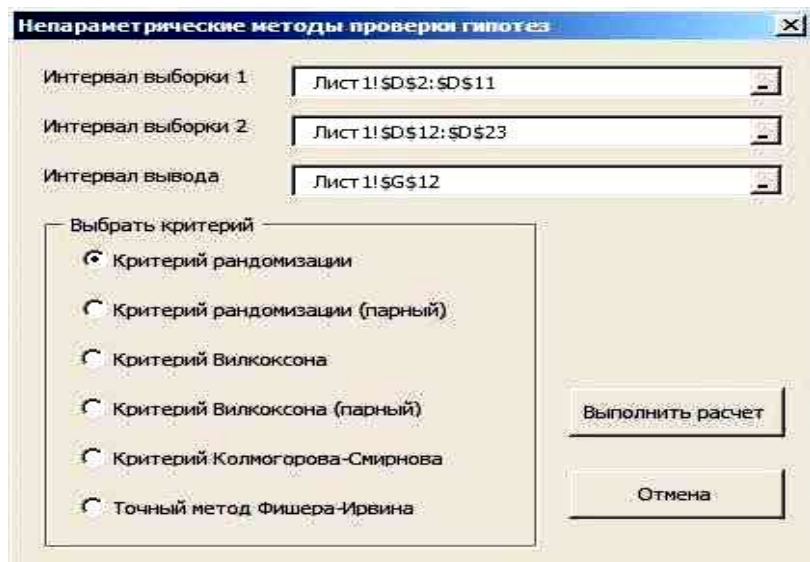 Непараметрические методы проверки гипотез
Интервал выборки 1
Лист1!$D$2:$D$11
Интервал выборки 2
Лист1!$D$12:$D$23
Интервал вывода
Лист1!$G$12
Выбрать критерий
Критерий рандомизации
Критерий рандомизации (парный)
Критерий Вилкоксона
Критерий Вилкоксона (парный)
Критерий Колмогорова-Смирнова
Точный метод Фишера-Ирвина
Выполнить расчет
Отмена